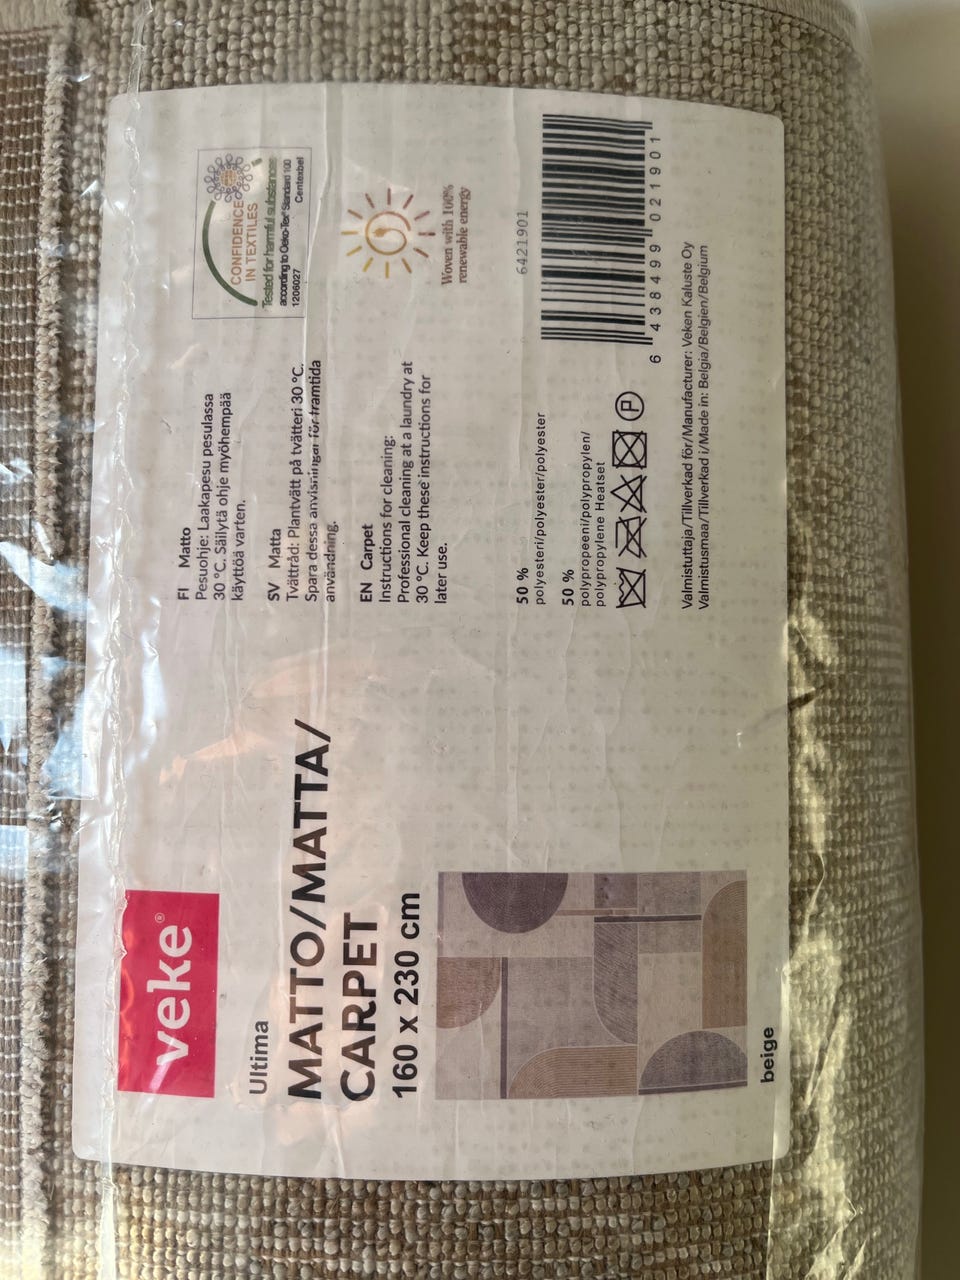 veke®
Ultima
MATTO/MATTA/
CARPET
160 x 230 cm
beige
FI Matto
Pesuohje: Laakapesu pesulassa
30 °C. Säilytä ohje myöhempää
käyttöä varten.
SV Matta
Tvättråd: Plantvätt på tvätteri 30 °C.
Spara dessa anvisningar för framtida
användning.
EN Carpet
Instructions for cleaning:
Professional cleaning at a laundry at
30 °C. Keep these instructions for
later use.
50 %
polyesteri/polyester/polyester
50 %
polypropeeni/polypropylen/
polypropylene Heatset
P
Valmistuttaja/Tillverkad för/Manufacturer: Veken Kaluste Oy
Valmistusmaa/Tillverkad i/Made in: Belgia/Belgien/Belgium
CONFIDENCE
IN TEXTILES
Tested for harmful substances
according to Oeko-Tex® Standard 100
1206027 Centexbel
Woven with 100%
renewable energy
6421901
6 438499 021901